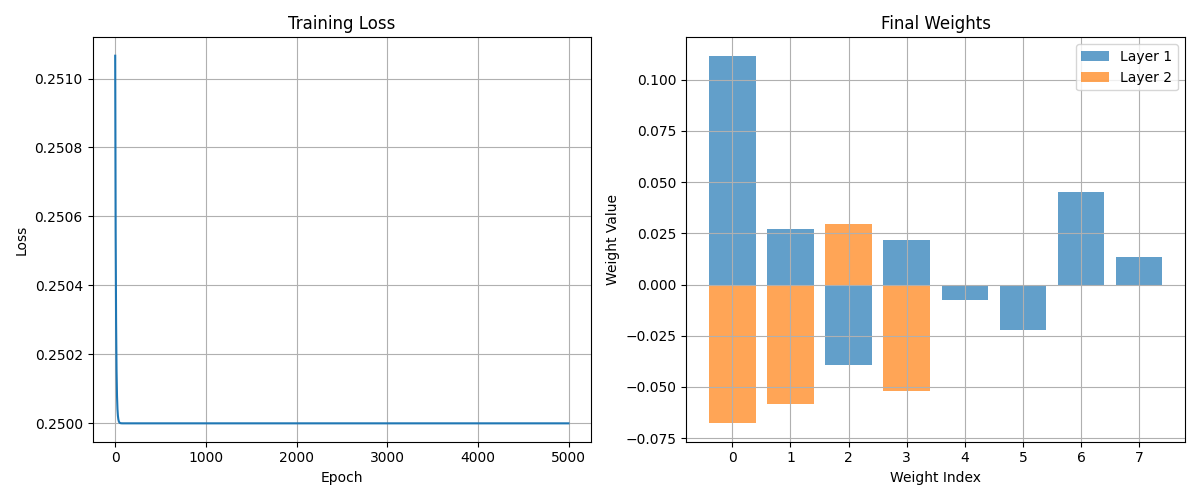 Training Loss
Loss
0.2510
0.2508
0.2506
0.2504
0.2502
0.2500
0 1000 2000 3000 4000 5000
Epoch
Final Weights
Weight Value
0.100
0.075
0.050
0.025
0.000
−0.025
−0.050
−0.075
Layer 1
Layer 2
0 1 2 3 4 5 6 7
Weight Index